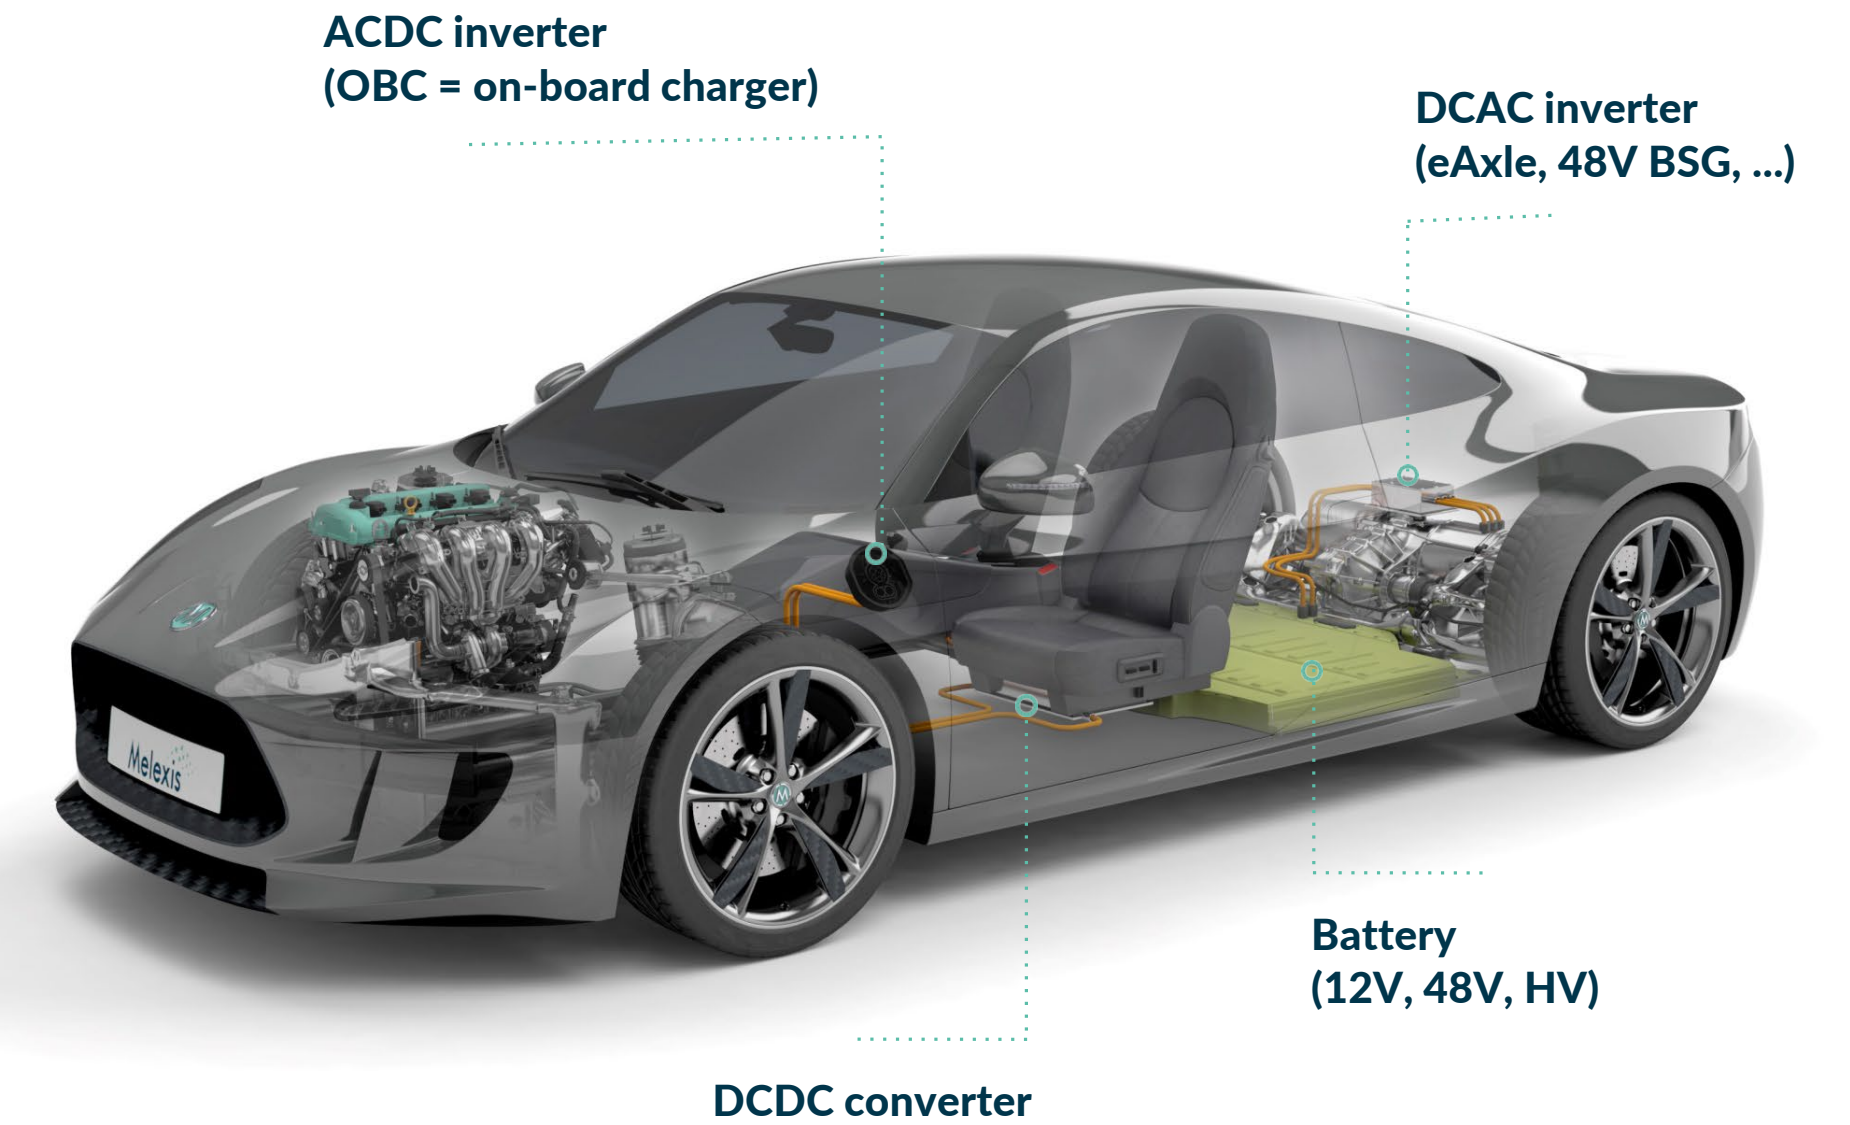 ACDC inverter
(OBC = on-board charger)
DCAC inverter
(eAxle, 48V BSG, ...)
Melexis
M
M
Battery
(12V, 48V, HV)
DCDC converter